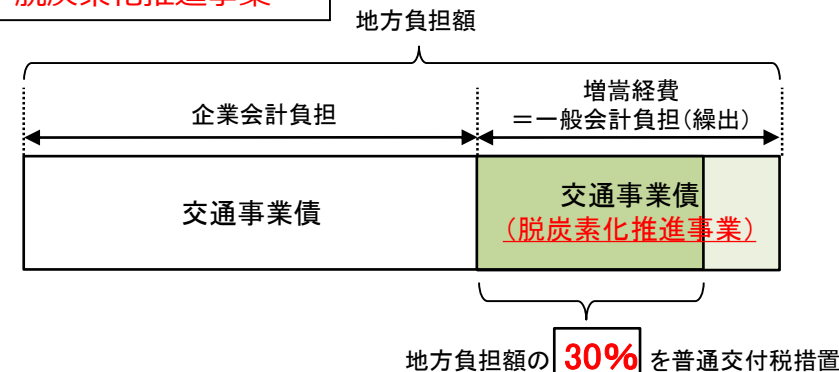 脱炭素化推進事業
地方負担額
企業会計負担
増嵩経費
＝一般会計負担(繰出)
交通事業債
交通事業債
(脱炭素化推進事業)
地方負担額の 30% を普通交付税措置